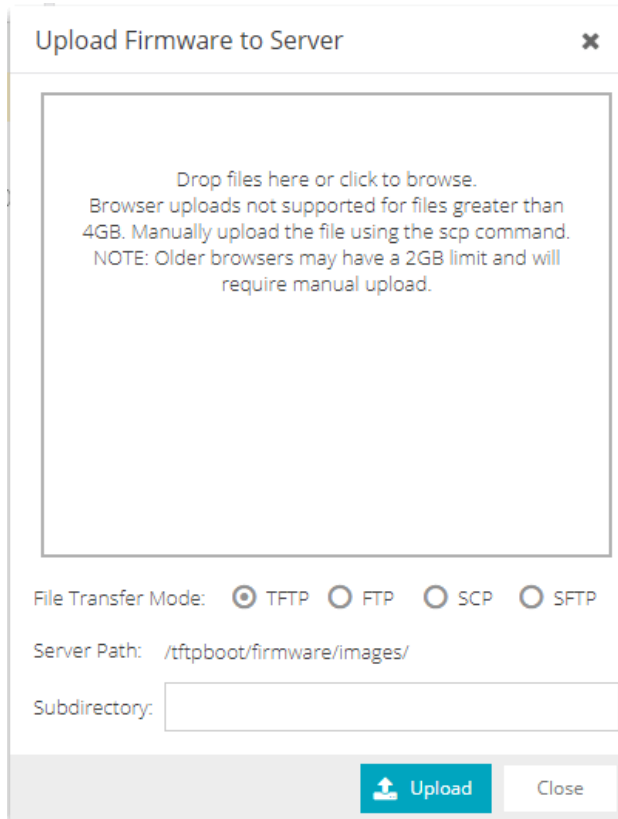 Upload Firmware to Server
Drop files here or click to browse.
Browser uploads not supported for files greater than
4GB. Manually upload the file using the scp command.
NOTE: Older browsers may have a 2GB limit and will
require manual upload.
File Transfer Mode: TFTP FTP SCP SFTP
Server Path: /tftpboot/firmware/images/
Subdirectory:
Upload Close